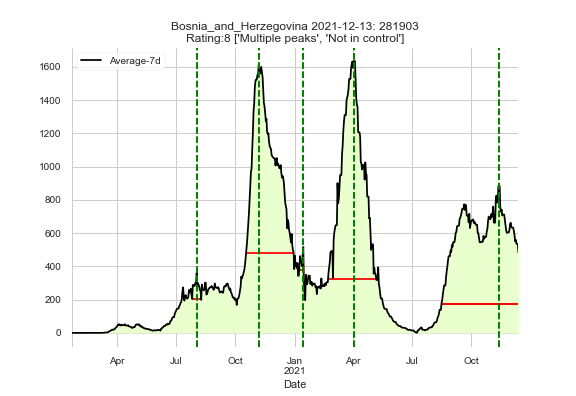 Bosnia_and_Herzegovina 2021-12-13: 281903
Rating:8 ['Multiple peaks', 'Not in control']
Average-7d
1600
1400
1200
1000
800
600
400
200
0
Apr Jul Oct Jan Apr Jul Oct
2021
Date